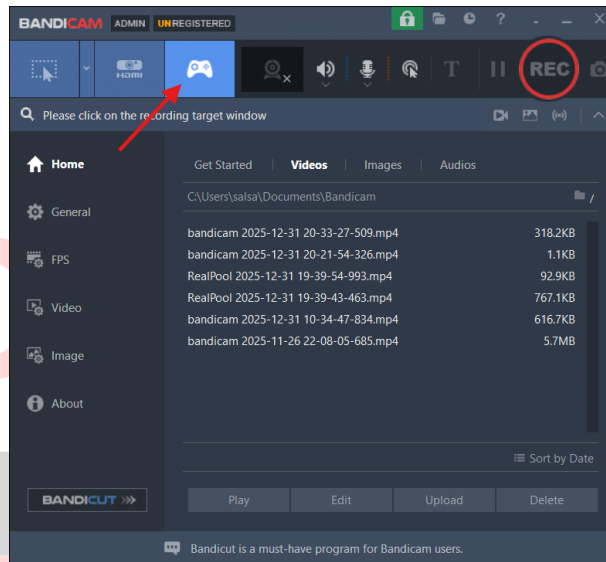 BANDICAM ADMIN UNREGISTERED
HDMI
T
REC
Please click on the recording target window
Home
General
FPS
Video
Image
About
Get Started Videos Images Audios
C:\Users\salsa\Documents\Bandicam /
bandicam 2025-12-31 20-33-27-509.mp4 318.2KB
bandicam 2025-12-31 20-21-54-326.mp4 1.1KB
RealPool 2025-12-31 19-39-54-993.mp4 92.9KB
RealPool 2025-12-31 19-39-43-463.mp4 767.1KB
bandicam 2025-12-31 10-34-47-834.mp4 616.7KB
bandicam 2025-11-26 22-08-05-685.mp4 5.7MB
Sort by Date
BANDICUT
Play Edit Upload Delete
Bandicut is a must-have program for Bandicam users.